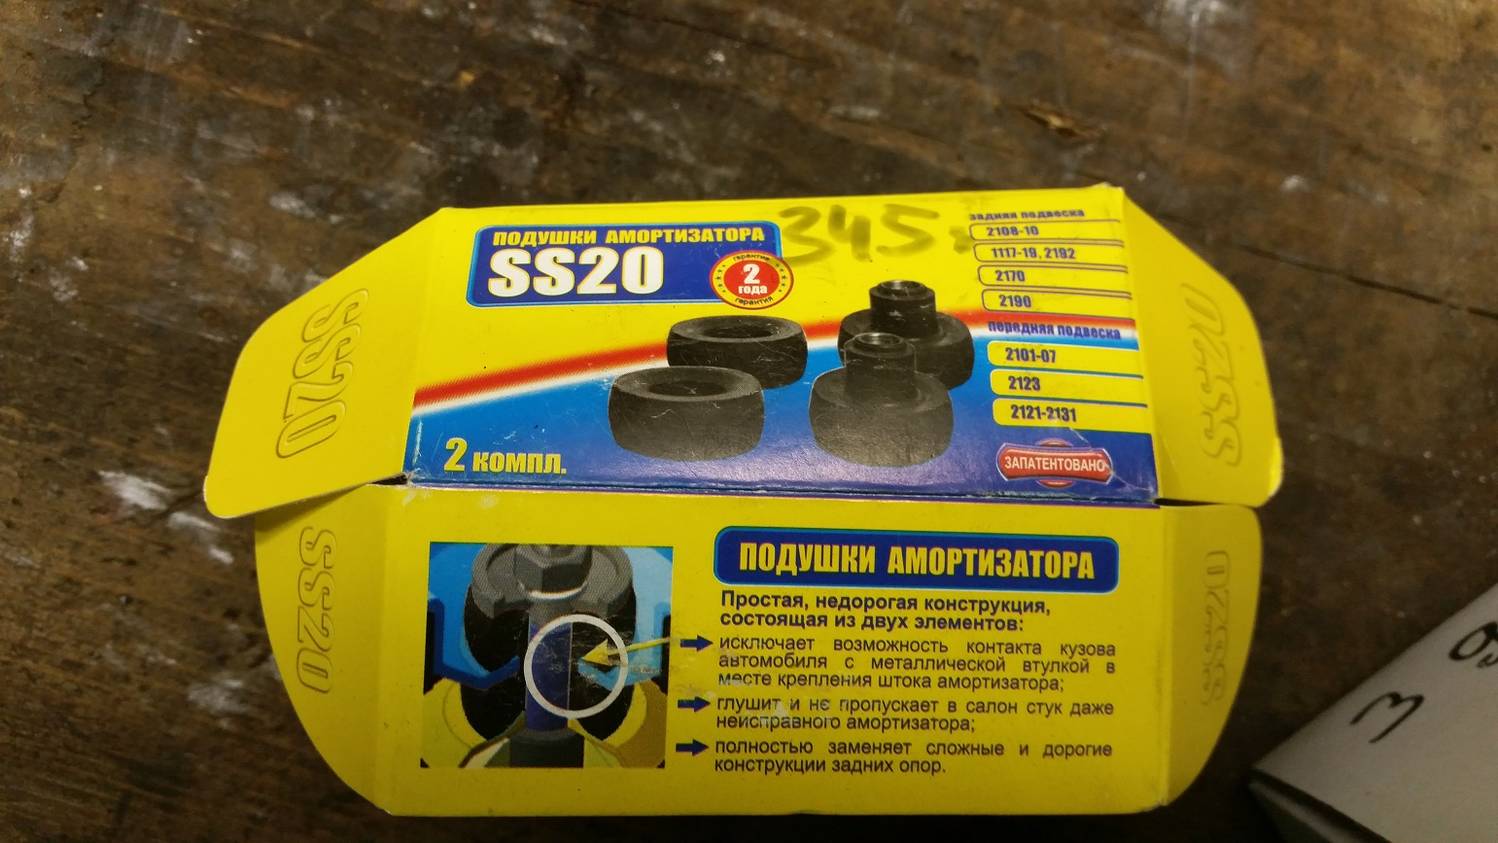 ПОДУШКИ АМОРТИЗАТОРА
SS20
гарантия
2
года
гарантия
345
задняя подвеска
2108-10
1117-19, 2192
2170
2190
передняя подвеска
2101-07
2123
2121-2131
ЗАПАТЕНТОВАНО
2 компл.
SS20
SS20
SS20
SS20
ПОДУШКИ АМОРТИЗАТОРА
Простая, недорогая конструкция,
состоящая из двух элементов:
исключает возможность контакта кузова
автомобиля с металлической втулкой в
месте крепления штока амортизатора;
глушит и не пропускает в салон стук даже
неисправного амортизатора;
полностью заменяет сложные и дорогие
конструкции задних опор.
3